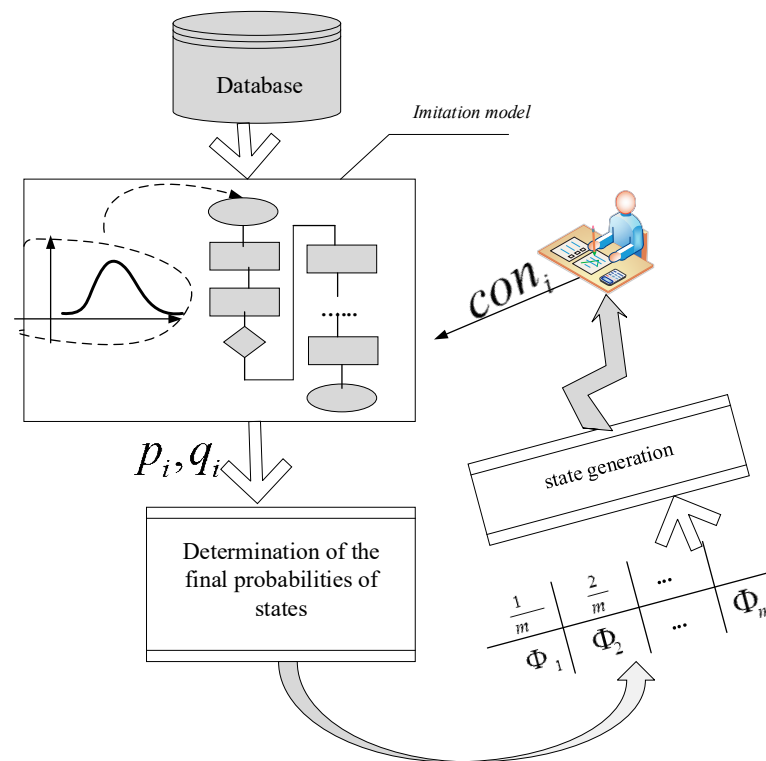 Database
Imitation model
con_i
p_i, q_i
state generation
Determination of the
final probabilities of
states
1/m 2/m ...
Φ_1 Φ_2 ... Φ_m
......